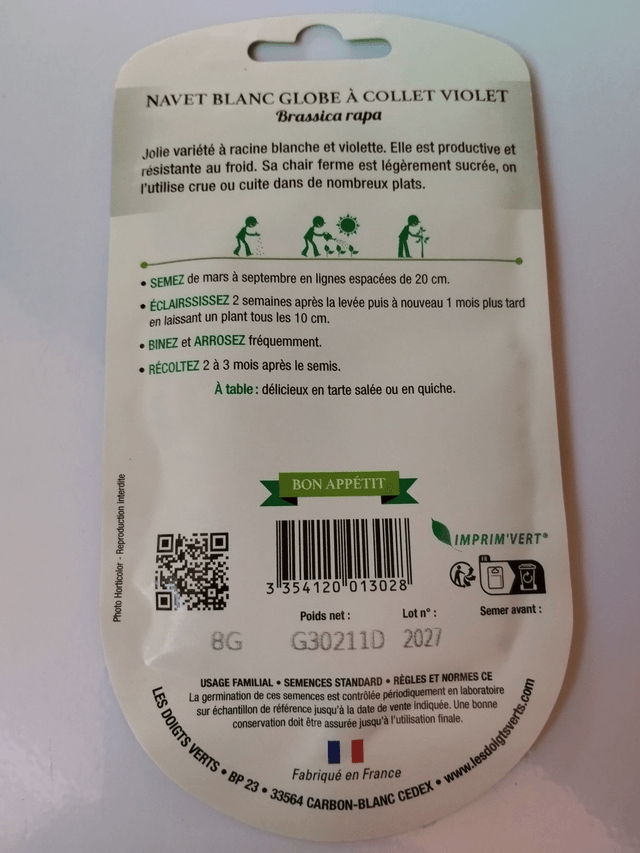 NAVET BLANC GLOBE À COLLET VIOLET
Brassica rapa
Jolie variété à racine blanche et violette. Elle est productive et
résistante au froid. Sa chair ferme est légèrement sucrée, on
l'utilise crue ou cuite dans de nombreux plats.
• SEMEZ de mars à septembre en lignes espacées de 20 cm.
• ÉCLAIRSSISSEZ 2 semaines après la levée puis à nouveau 1 mois plus tard
en laissant un plant tous les 10 cm.
• BINEZ et ARROSEZ fréquemment.
• RÉCOLTEZ 2 à 3 mois après le semis.
À table : délicieux en tarte salée ou en quiche.
Photo Horticolor - Reproduction interdite
BON APPÉTIT
IMPRIM'VERT®
FR
3 354120 013028
Poids net : Lot n° : Semer avant :
8G G30211D 2027
USAGE FAMILIAL • SEMENCES STANDARD • RÈGLES ET NORMES CE
La germination de ces semences est contrôlée périodiquement en laboratoire
sur échantillon de référence jusqu'à la date de vente indiquée. Une bonne
conservation doit être assurée jusqu'à l'utilisation finale.
Fabriqué en France
LES DOIGTS VERTS • BP 23 • 33564 CARBON-BLANC CEDEX • www.lesdoigtsverts.com